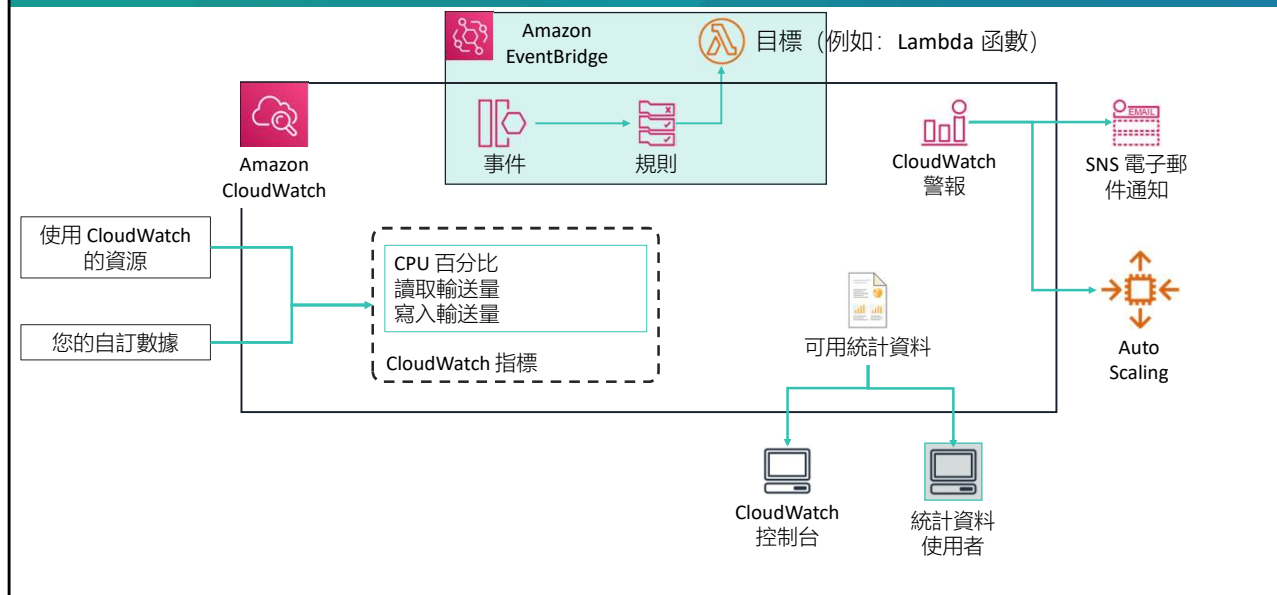 Amazon
EventBridge
目標（例如：Lambda 函數）
事件
規則
Amazon
CloudWatch
CloudWatch
警報
EMAIL
SNS 電子郵
件通知
使用 CloudWatch
的資源
您的自訂數據
CPU 百分比
讀取輸送量
寫入輸送量
CloudWatch 指標
可用統計資料
Auto
Scaling
CloudWatch
控制台
統計資料
使用者